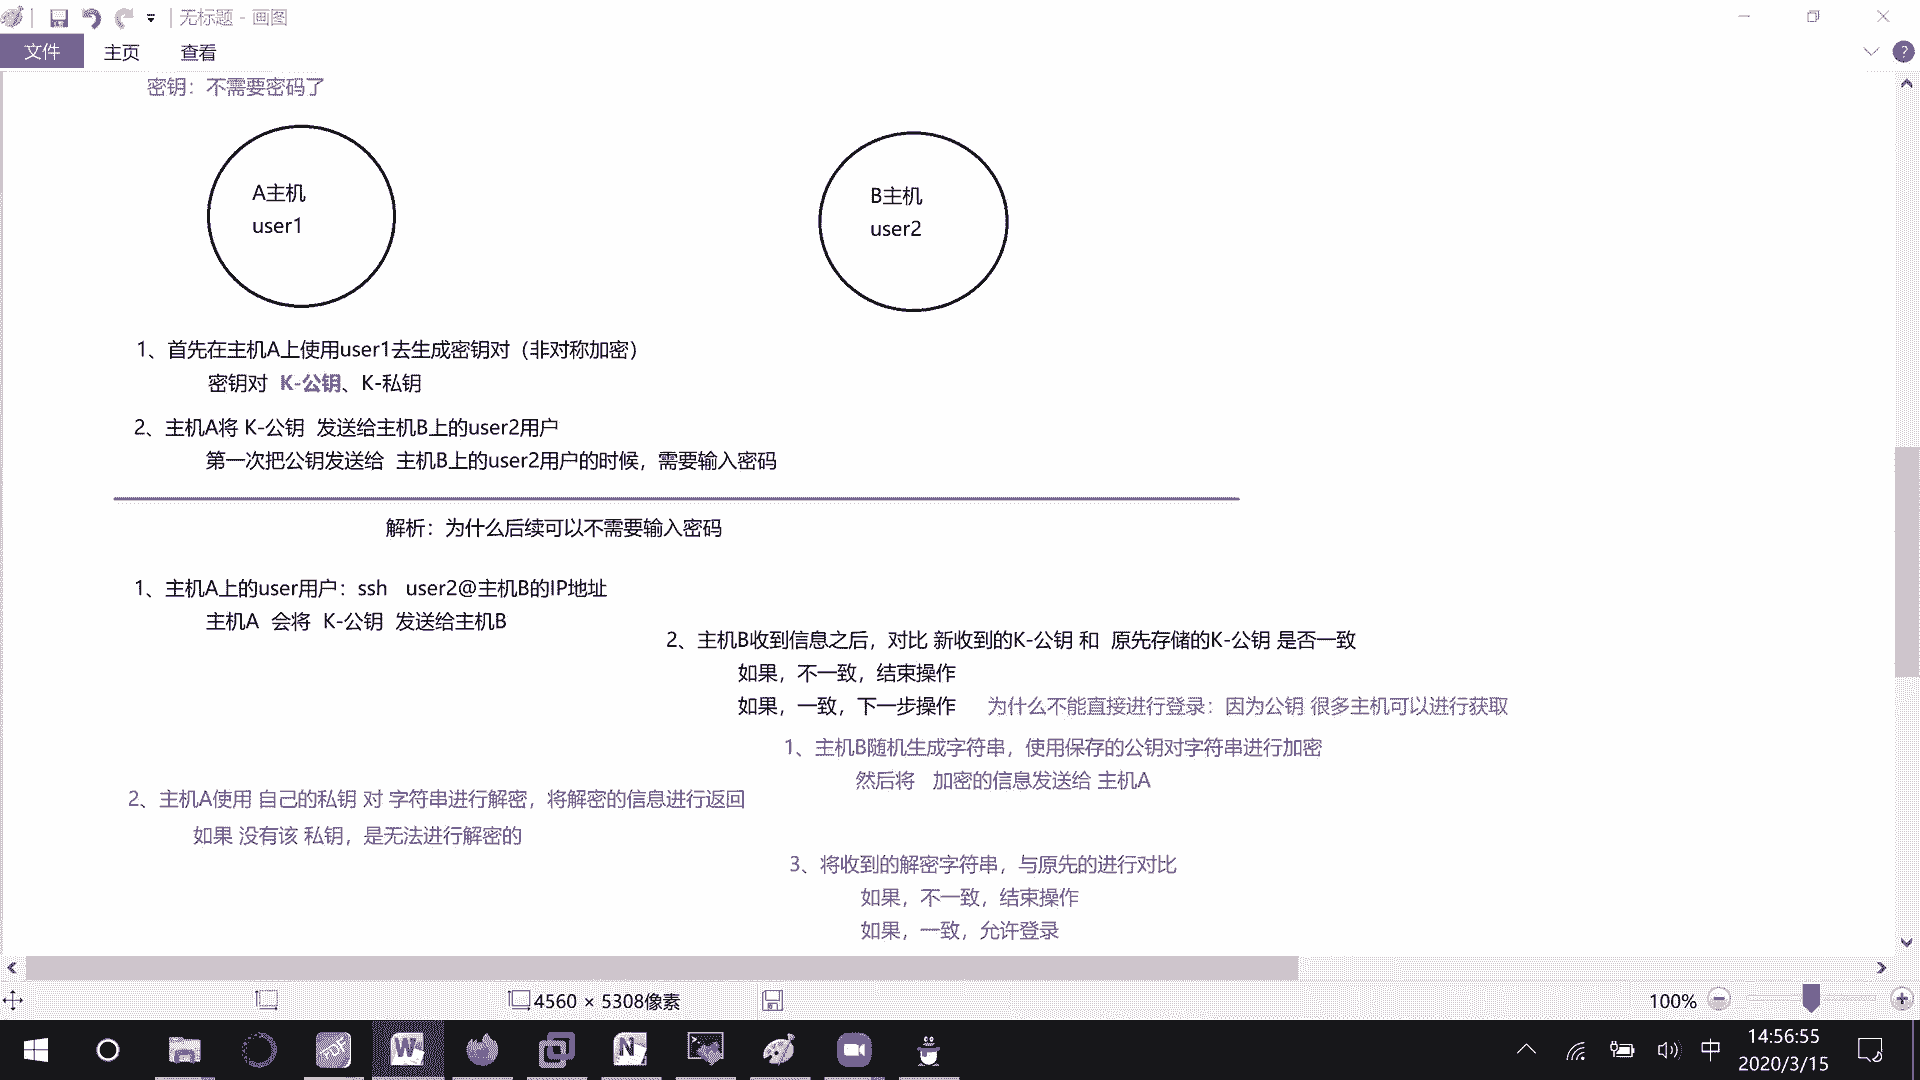 无标题 - 画图
文件 主页 查看
密钥：不需要密码了
A主机
user1
B主机
user2
1、首先在主机A上使用user1去生成密钥对（非对称加密）
密钥对 K-公钥、K-私钥
2、主机A将 K-公钥 发送给主机B上的user2用户
第一次把公钥发送给 主机B上的user2用户的时候，需要输入密码
解析：为什么后续可以不需要输入密码
1、主机A上的user用户：ssh user2@主机B的IP地址
主机A 会将 K-公钥 发送给主机B
2、主机B收到信息之后，对比 新收到的K-公钥 和 原先存储的K-公钥 是否一致
如果，不一致，结束操作
如果，一致，下一步操作 为什么不能直接进行登录：因为公钥 很多主机可以进行获取
1、主机B随机生成字符串，使用保存的公钥对字符串进行加密
然后将 加密的信息发送给 主机A
2、主机A使用 自己的私钥 对 字符串进行解密，将解密的信息进行返回
如果 没有该 私钥，是无法进行解密的
3、将收到的解密字符串，与原先的进行对比
如果，不一致，结束操作
如果，一致，允许登录
4560 × 5308像素
100%
PDF
W
N
中
14:56:55
2020/3/15